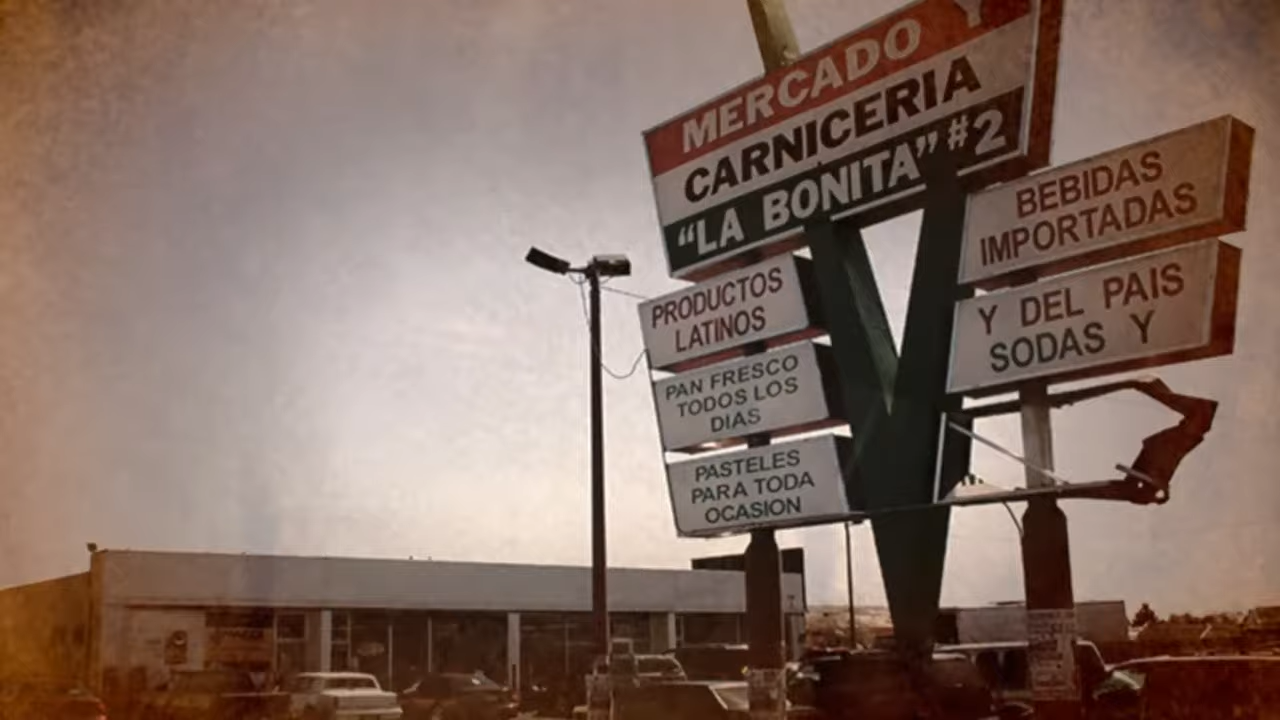 MERCADO Y
CARNICERIA
"LA BONITA" #2
PRODUCTOS
LATINOS
PAN FRESCO
TODOS LOS
DIAS
PASTELES
PARA TODA
OCASION
BEBIDAS
IMPORTADAS
Y DEL PAIS
SODAS Y